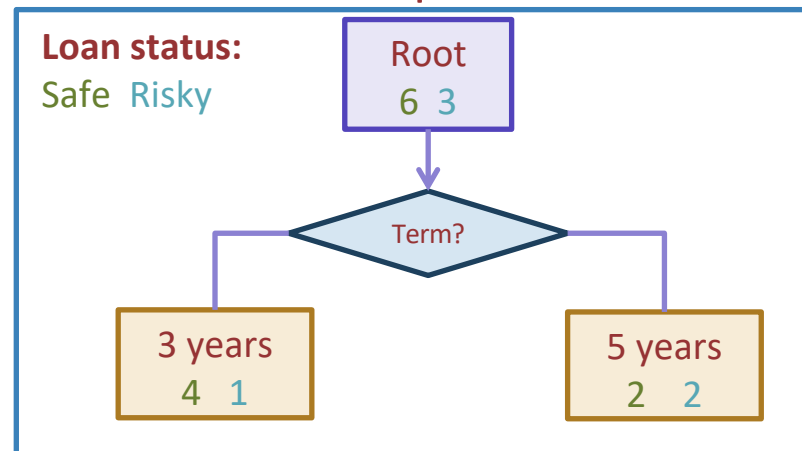 Loan status:
Safe Risky
Root
6 3
Term?
3 years
4 1
5 years
2 2